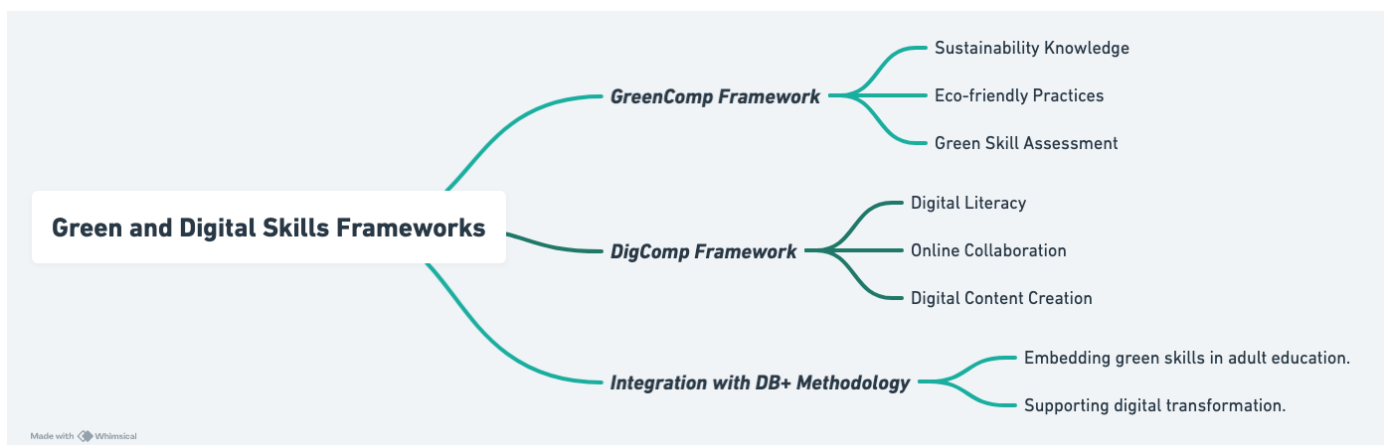 Green and Digital Skills Frameworks
GreenComp Framework
Sustainability Knowledge
Eco-friendly Practices
Green Skill Assessment
DigComp Framework
Digital Literacy
Online Collaboration
Digital Content Creation
Integration with DB+ Methodology
Embedding green skills in adult education.
Supporting digital transformation.
Made with Whimsical